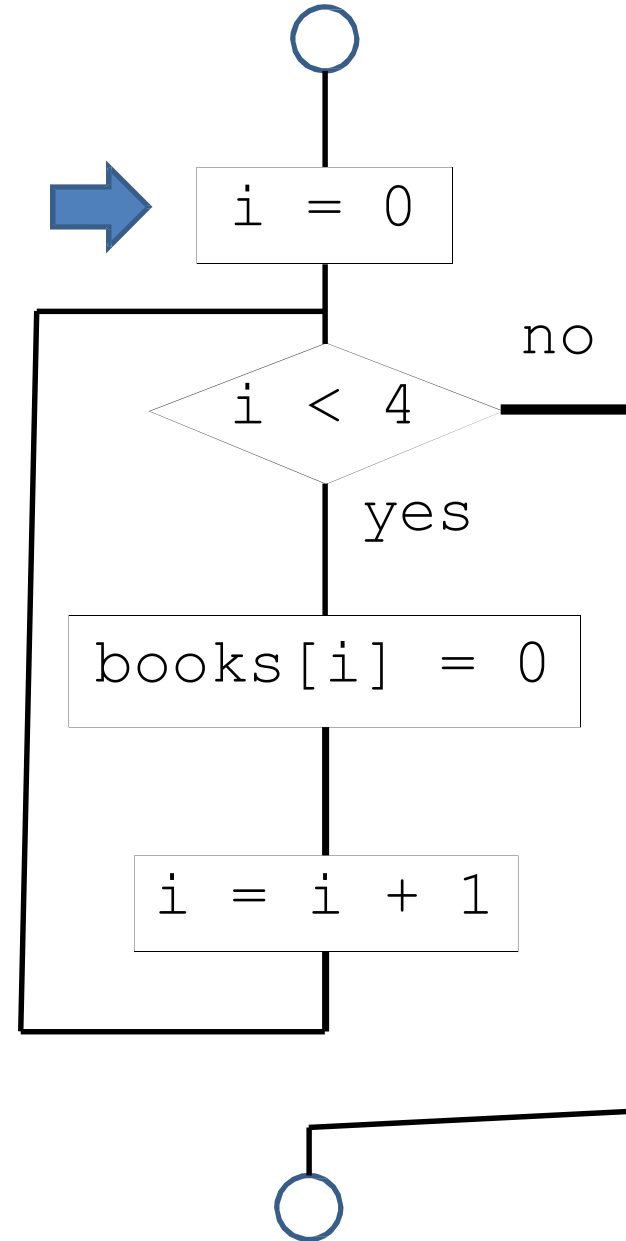 i = 0
no
i < 4
yes
books[i] = 0
i = i + 1